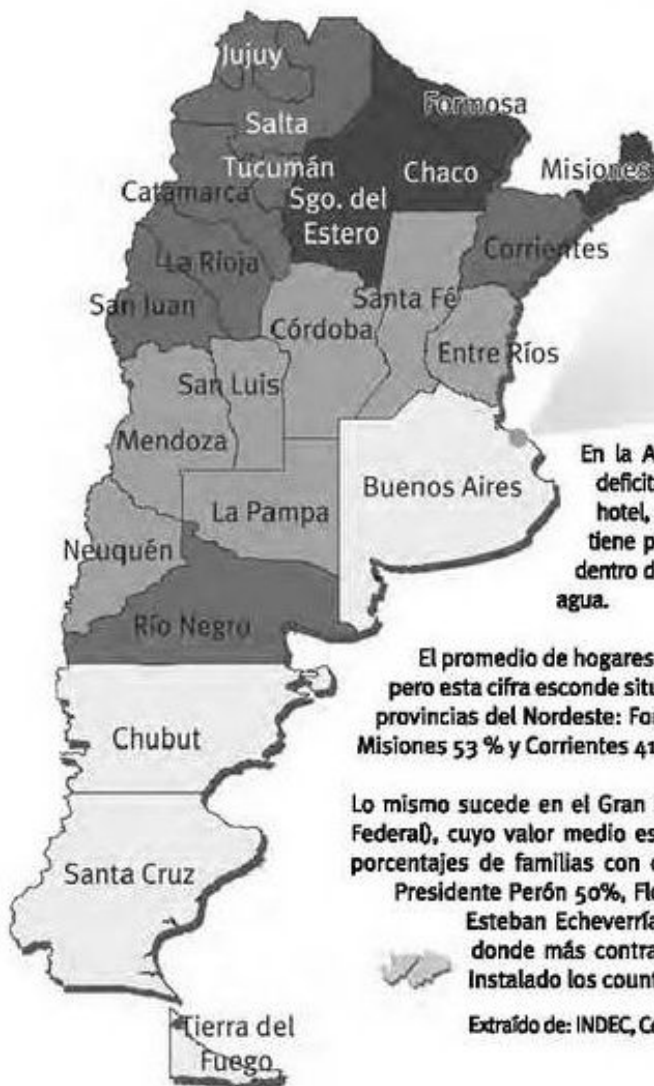 Jujuy
Formosa
Salta
Tucumán
Chaco
Misiones
Catamarca
Sgo. del
Estero
La Rioja
Corrientes
San Juan
Santa Fé
Córdoba
Entre Ríos
San Luis
Mendoza
Buenos Aires
La Pampa
Neuquén
Río Negro
Chubut
Santa Cruz
Tierra del
Fuego
En la A
deficit
hotel,
tiene p
dentro d
agua.
El promedio de hogares
pero esta cifra esconde situ
provincias del Nordeste: For
Misiones 53 % y Corrientes 41
Lo mismo sucede en el Gran
Federal), cuyo valor medio es
porcentajes de familias con
Presidente Perón 50%, Flo
Esteban Echeverría
donde más contra
Instalado los count
Extraído de: INDEC, Ce